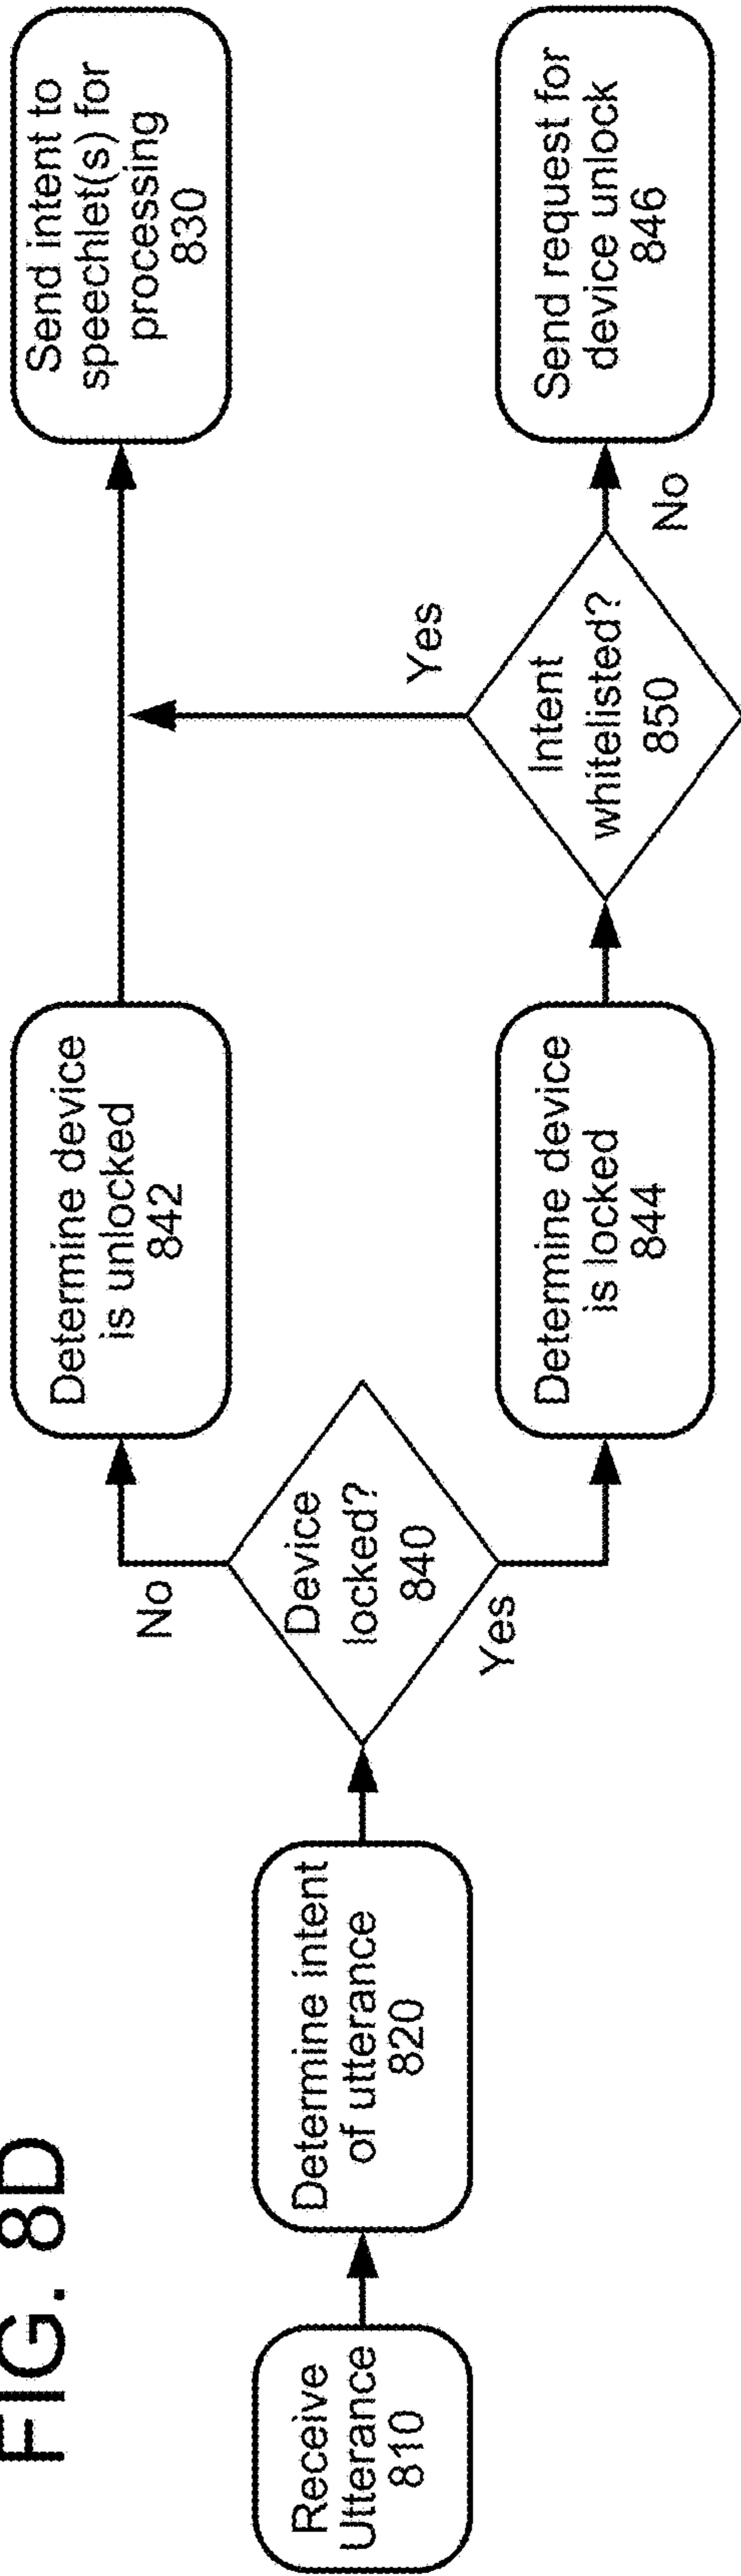 FIG. 8D
Receive
Utterance
810
Determine intent
of utterance
820
Device
locked?
840
No
Yes
Determine device
is unlocked
842
Determine device
is locked
844
Intent
whitelisted?
850
Yes
No
Send intent to
speechlet(s) for
processing
830
Send request for
device unlock
846